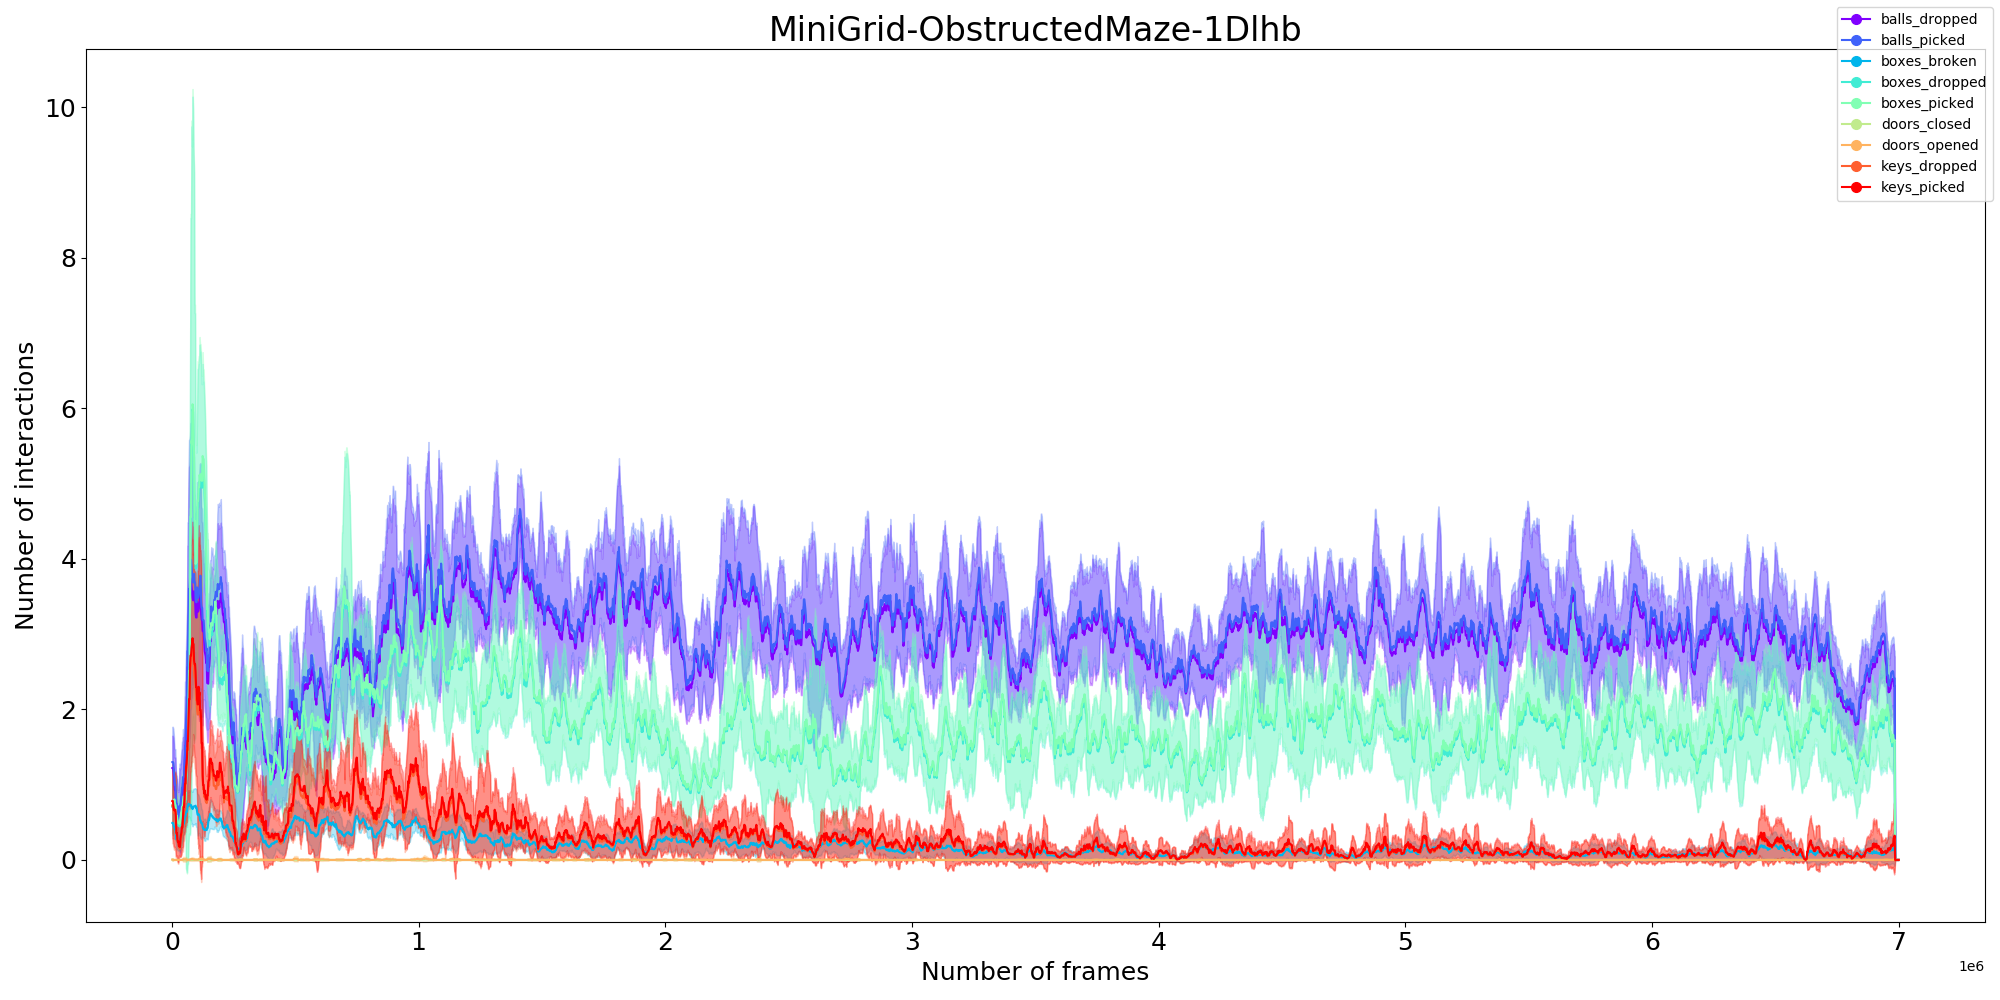 MiniGrid-ObstructedMaze-1Dlhb
balls_dropped
balls_picked
boxes_broken
boxes_dropped
boxes_picked
doors_closed
doors_opened
keys_dropped
keys_picked
Number of interactions
10
8
6
4
2
0
0 1 2 3 4 5 6 7
1e6
Number of frames